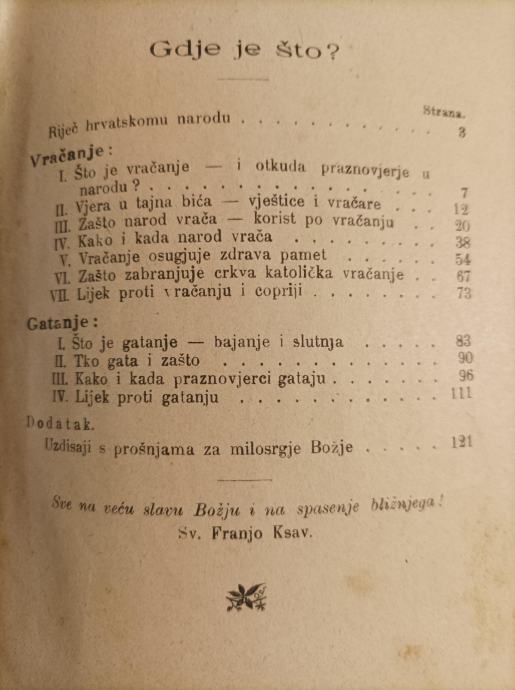 Gdje je što?
Strana.
Riječ hrvatskomu narodu . . . . . . . . . . . 3
Vračanje:
I. Što je vračanje — i otkuda praznovjerje u
narodu? . . . . . . . . . . . . . . . . 7
II. Vjera u tajna bića — vještice i vračare . . . 12
III. Zašto narod vrača — korist po vračanju . . 20
IV. Kako i kada narod vrača . . . . . . . . 38
V. Vračanje osugjuje zdrava pamet . . . . . 54
VI. Zašto zabranjuje crkva katolička vračanje . . 67
VII. Lijek proti vračanju i copriji . . . . . . . 73
Gatanje:
I. Što je gatanje — bajanje i slutnja . . . . . 83
II. Tko gata i zašto . . . . . . . . . . . . 90
III. Kako i kada praznovjerci gataju . . . . . . 96
IV. Lijek proti gatanju . . . . . . . . . . . 111
Dodatak.
Uzdisaji s prošnjama za milosrgje Božje . . . . . 121
Sve na veću slavu Božju i na spasenje bližnjega!
Sv. Franjo Ksav.